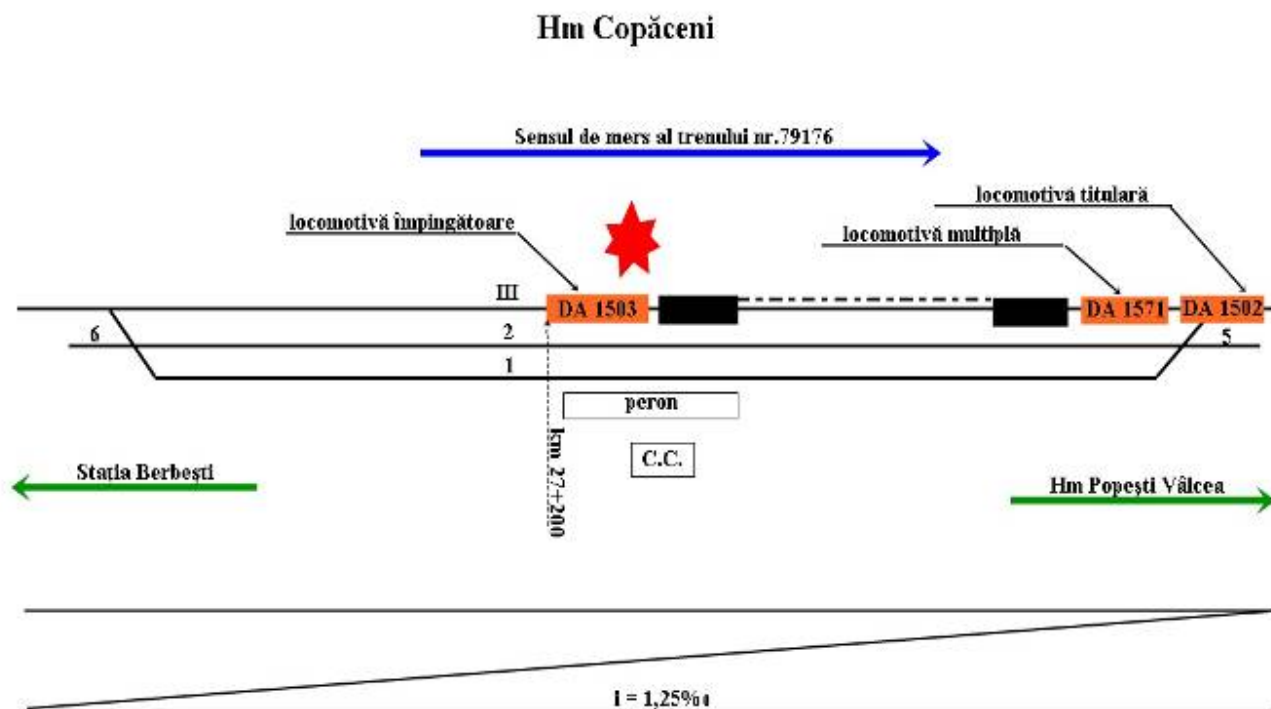 Hm Copăceni
Sensul de mers al trenului nr.79176
locomotivă titulară
locomotivă împingătoare
locomotivă multiplă
III
DA 1503
DA 1571
DA 1502
6
2
5
1
peron
km 27+200
C.C.
Stația Berbești
Hm Popești Vâlcea
i = 1,25‰